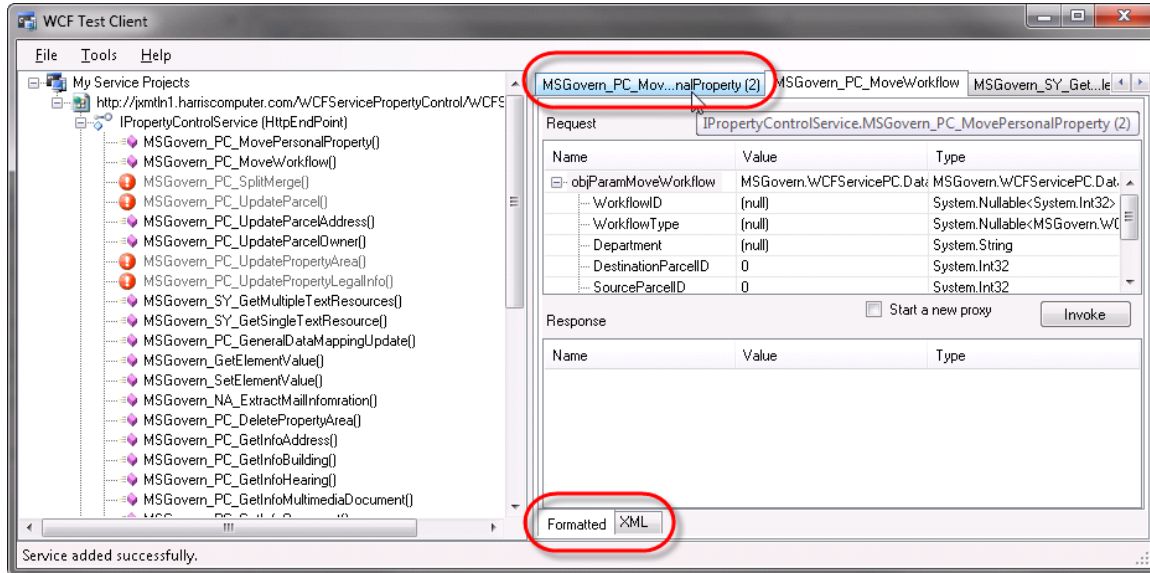 WCF Test Client
File Tools Help
My Service Projects
http://jxmtln1.harriscomputer.com/WCFServicePropertyControl/WCFS
IPropertyControlService (HttpEndPoint)
MSGovern_PC_MovePersonalProperty()
MSGovern_PC_MoveWorkflow()
MSGovern_PC_SplitMerge()
MSGovern_PC_UpdateParcel()
MSGovern_PC_UpdateParcelAddress()
MSGovern_PC_UpdateParcelOwner()
MSGovern_PC_UpdatePropertyArea()
MSGovern_PC_UpdatePropertyLegalInfo()
MSGovern_SY_GetMultipleTextResources()
MSGovern_SY_GetSingleTextResource()
MSGovern_PC_GeneralDataMappingUpdate()
MSGovern_GetElementValue()
MSGovern_SetElementValue()
MSGovern_NA_ExtractMailInfomration()
MSGovern_PC_DeletePropertyArea()
MSGovern_PC_GetInfoAddress()
MSGovern_PC_GetInfoBuilding()
MSGovern_PC_GetInfoHearing()
MSGovern_PC_GetInfoMultimediaDocument()
MSGovern_PC_Mov...nalProperty (2) MSGovern_PC_MoveWorkflow MSGovern_SY_Get...le
Request IPropertyControlService.MSGovern_PC_MovePersonalProperty (2)
Name Value Type
objParamMoveWorkflow MSGovern.WCFServicePC.Data MSGovern.WCFServicePC.Dat.
WorkflowID (null) System.Nullable<System.Int32>
WorkflowType (null) System.Nullable<MSGovern.WC
Department (null) System.String
DestinationParcelID 0 System.Int32
SourceParcelID 0 System.Int32
Response Start a new proxy Invoke
Name Value Type
Formatted XML
Service added successfully.